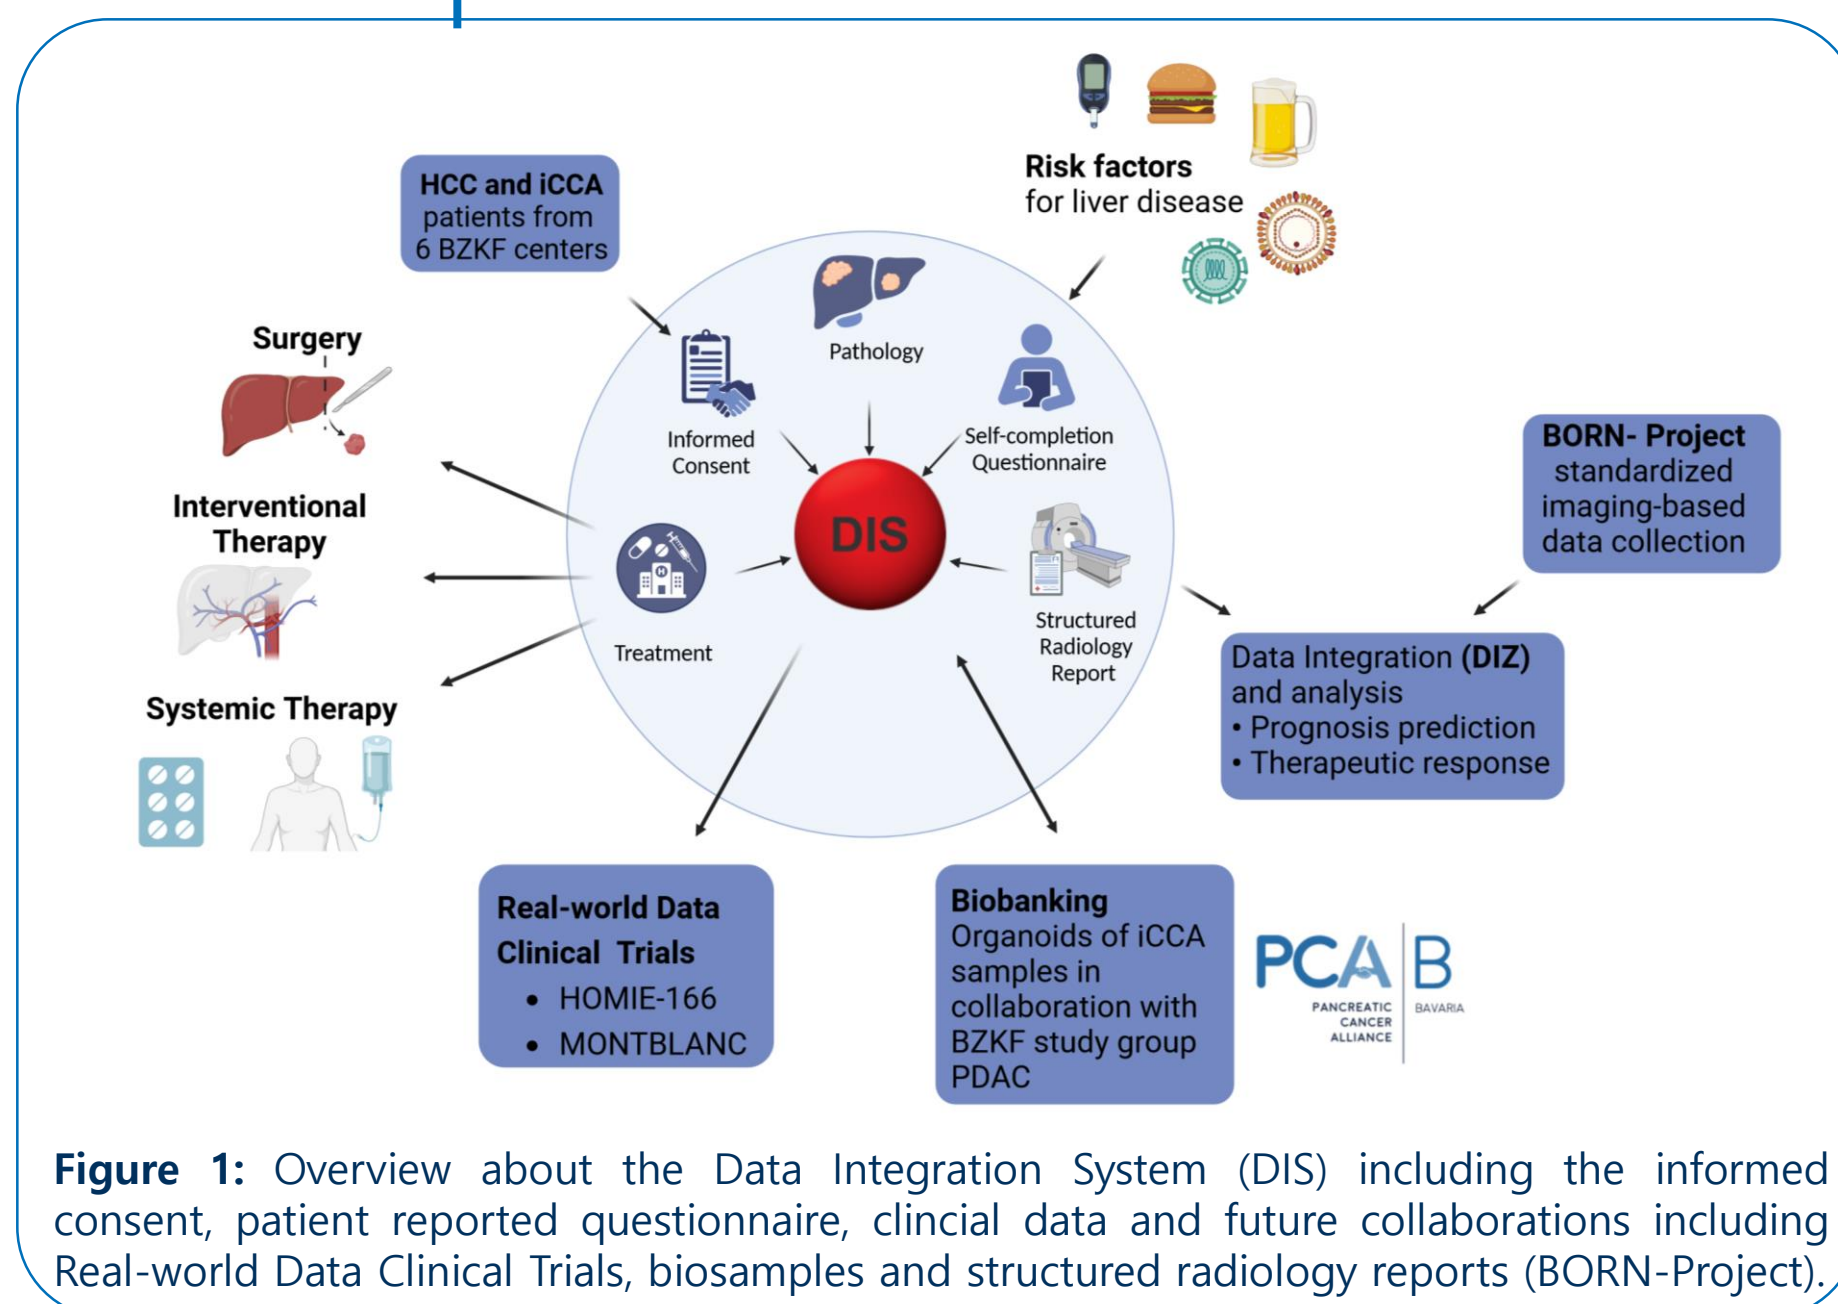 HCC and iCCA
patients from
6 BZKF centers
Risk factors
for liver disease
Surgery
Interventional
Therapy
Systemic Therapy
Pathology
Informed
Consent
Self-completion
Questionnaire
DIS
Treatment
Structured
Radiology
Report
H
H
BORN- Project
standardized
imaging-based
data collection
Data Integration (DIZ)
and analysis
• Prognosis prediction
• Therapeutic response
Real-world Data
Clinical Trials
• HOMIE-166
• MONTBLANC
Biobanking
Organoids of iCCA
samples in
collaboration with
BZKF study group
PDAC
PCA B
PANCREATIC
CANCER
ALLIANCE
BAVARIA
Figure 1: Overview about the Data Integration System (DIS) including the informed
consent, patient reported questionnaire, clincial data and future collaborations including
Real-world Data Clinical Trials, biosamples and structured radiology reports (BORN-Project).